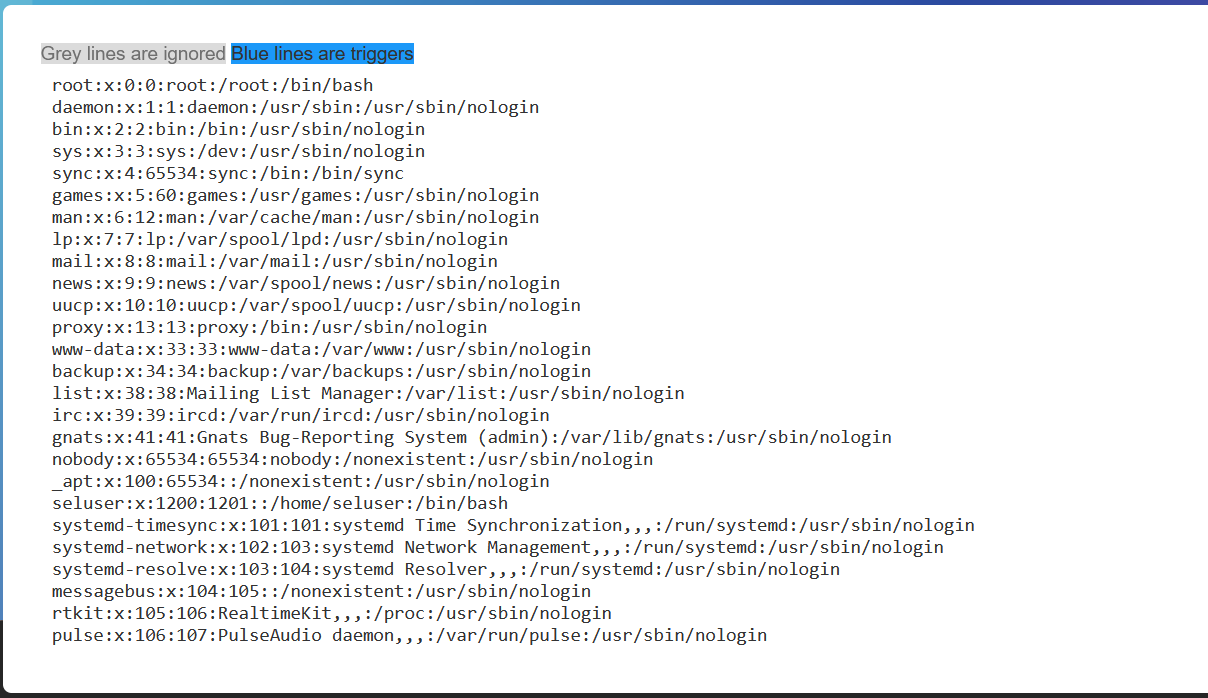 Grey lines are ignored Blue lines are triggers
root:x:0:0:root:/root:/bin/bash
daemon:x:1:1:daemon:/usr/sbin:/usr/sbin/nologin
bin:x:2:2:bin:/bin:/usr/sbin/nologin
sys:x:3:3:sys:/dev:/usr/sbin/nologin
sync:x:4:65534:sync:/bin:/bin/sync
games:x:5:60:games:/usr/games:/usr/sbin/nologin
man:x:6:12:man:/var/cache/man:/usr/sbin/nologin
lp:x:7:7:lp:/var/spool/lpd:/usr/sbin/nologin
mail:x:8:8:mail:/var/mail:/usr/sbin/nologin
news:x:9:9:news:/var/spool/news:/usr/sbin/nologin
uucp:x:10:10:uucp:/var/spool/uucp:/usr/sbin/nologin
proxy:x:13:13:proxy:/bin:/usr/sbin/nologin
www-data:x:33:33:www-data:/var/www:/usr/sbin/nologin
backup:x:34:34:backup:/var/backups:/usr/sbin/nologin
list:x:38:38:Mailing List Manager:/var/list:/usr/sbin/nologin
irc:x:39:39:ircd:/var/run/ircd:/usr/sbin/nologin
gnats:x:41:41:Gnats Bug-Reporting System (admin):/var/lib/gnats:/usr/sbin/nologin
nobody:x:65534:65534:nobody:/nonexistent:/usr/sbin/nologin
_apt:x:100:65534::/nonexistent:/usr/sbin/nologin
seluser:x:1200:1201::/home/seluser:/bin/bash
systemd-timesync:x:101:101:systemd Time Synchronization,,,:/run/systemd:/usr/sbin/nologin
systemd-network:x:102:103:systemd Network Management,,,:/run/systemd:/usr/sbin/nologin
systemd-resolve:x:103:104:systemd Resolver,,,:/run/systemd:/usr/sbin/nologin
messagebus:x:104:105::/nonexistent:/usr/sbin/nologin
rtkit:x:105:106:RealtimeKit,,,:/proc:/usr/sbin/nologin
pulse:x:106:107:PulseAudio daemon,,,:/var/run/pulse:/usr/sbin/nologin